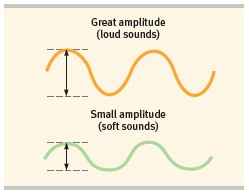 Great amplitude
(loud sounds)
Small amplitude
(soft sounds)